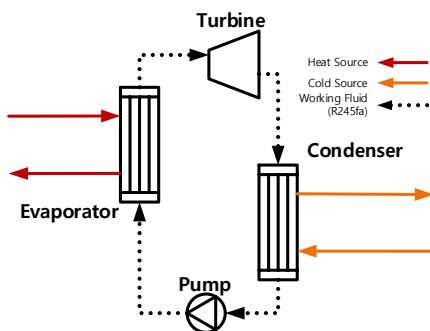 Turbine
Heat Source
Cold Source
Working Fluid
(R245fa)
Condenser
Evaporator
Pump